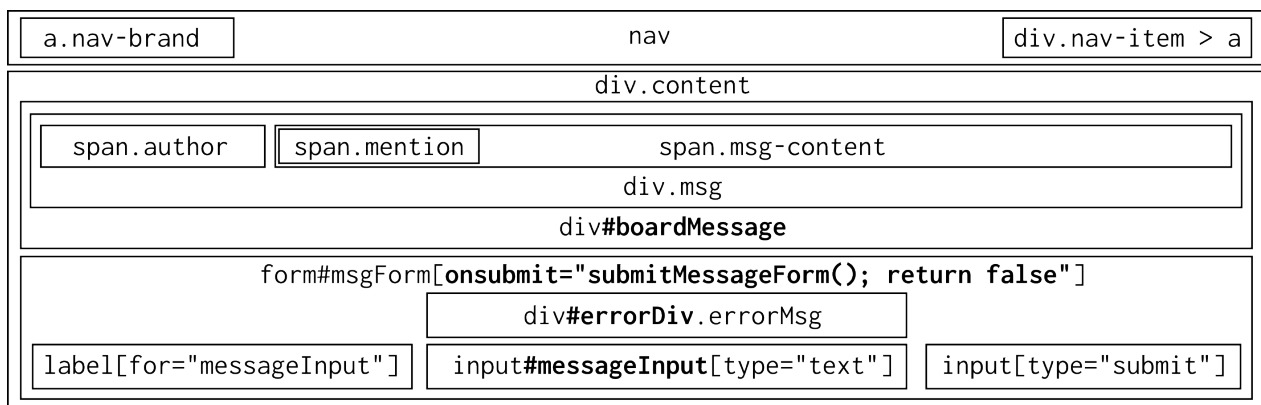 a.nav-brand nav div.nav-item > a
div.content
span.author span.mention span.msg-content
div.msg
div#boardMessage
form#msgForm[onsubmit="submitMessageForm(); return false"]
div#errorDiv.errorMsg
label[for="messageInput"] input#messageInput[type="text"] input[type="submit"]